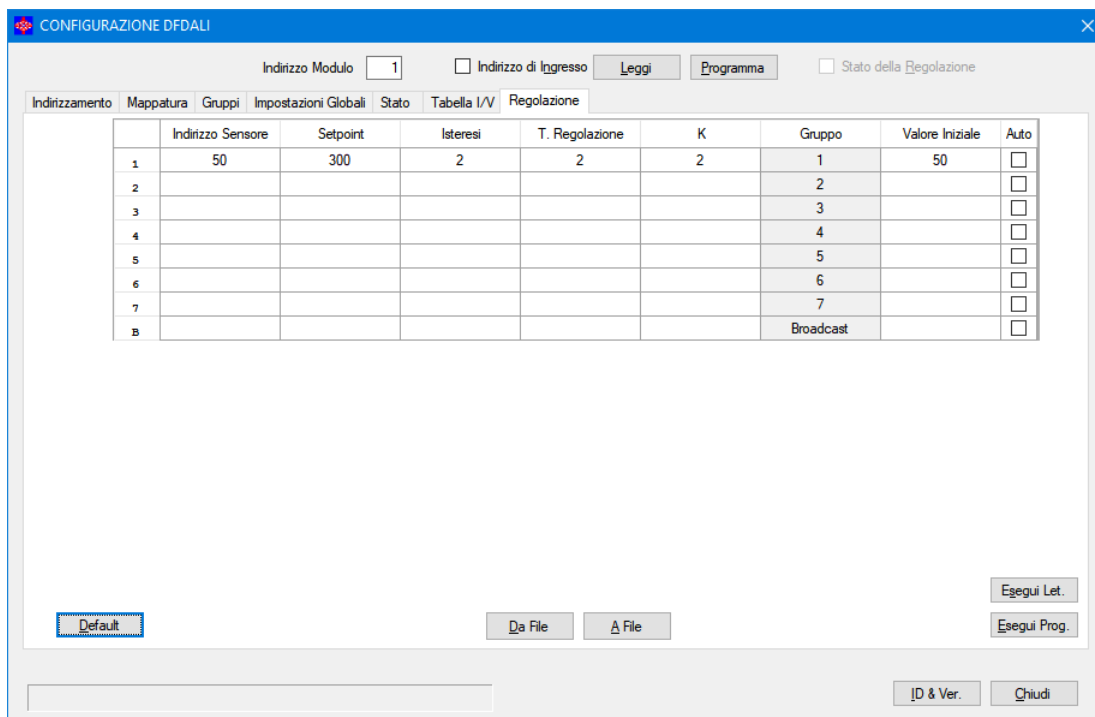 CONFIGURAZIONE DFDALI
Indirizzo Modulo 1 Indirizzo di Ingresso Leggi Programma Stato della Regolazione
Indirizzamento Mappatura Gruppi Impostazioni Globali Stato Tabella I/V Regolazione
Indirizzo Sensore Setpoint Isteresi T. Regolazione K Gruppo Valore Iniziale Auto
1 50 300 2 2 2 1 50
2 2
3 3
4 4
5 5
6 6
7 7
B Broadcast
Esegui Let.
Default Da File A File Esegui Prog.
ID & Ver. Chiudi